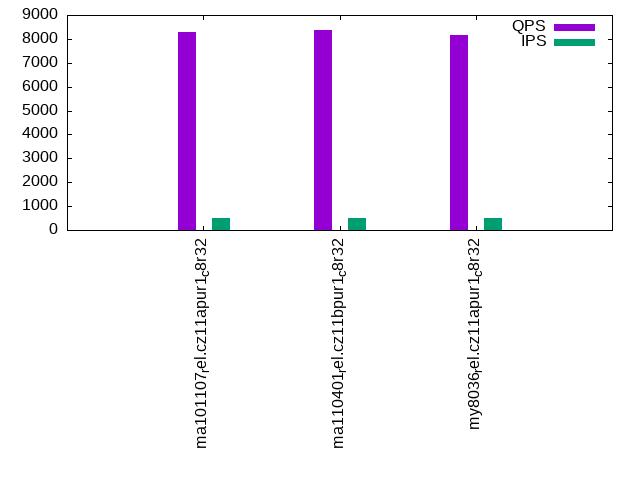 9000
8000
7000
6000
5000
4000
3000
2000
1000
0
QPS
IPS
ma101107rel.cz11apur1c8r32
ma110401rel.cz11bpur1c8r32
my8036rel.cz11apur1c8r32